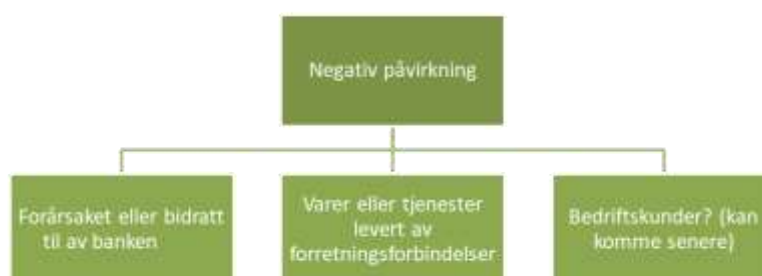 Negativ påvirkning
Forårsaket eller bidratt
til av banken
Varer eller tjenester
levert av
forretningsforbindelser
Bedriftskunder? (kan
komme senere)